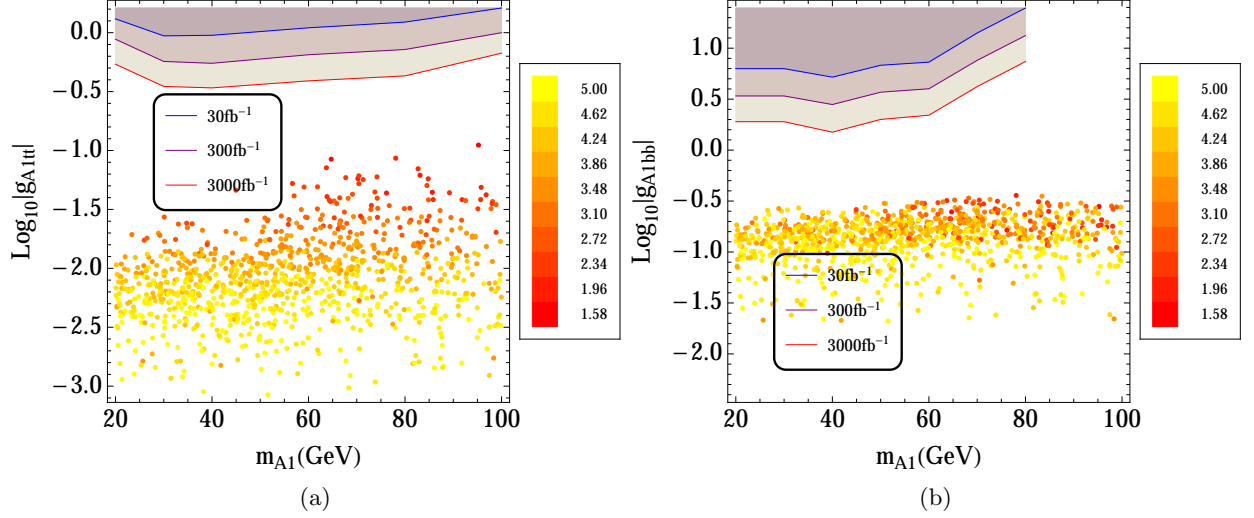 0.0
−0.5
−1.0
−1.5
−2.0
−2.5
−3.0
Log₁₀|g_A1tt|
30fb⁻¹
300fb⁻¹
3000fb⁻¹
20 40 60 80 100
m_A1(GeV)
(a)
5.00
4.62
4.24
3.86
3.48
3.10
2.72
2.34
1.96
1.58
1.0
0.5
0.0
−0.5
−1.0
−1.5
−2.0
Log₁₀|g_A1bb|
30fb⁻¹
300fb⁻¹
3000fb⁻¹
20 40 60 80 100
m_A1(GeV)
(b)
5.00
4.62
4.24
3.86
3.48
3.10
2.72
2.34
1.96
1.58